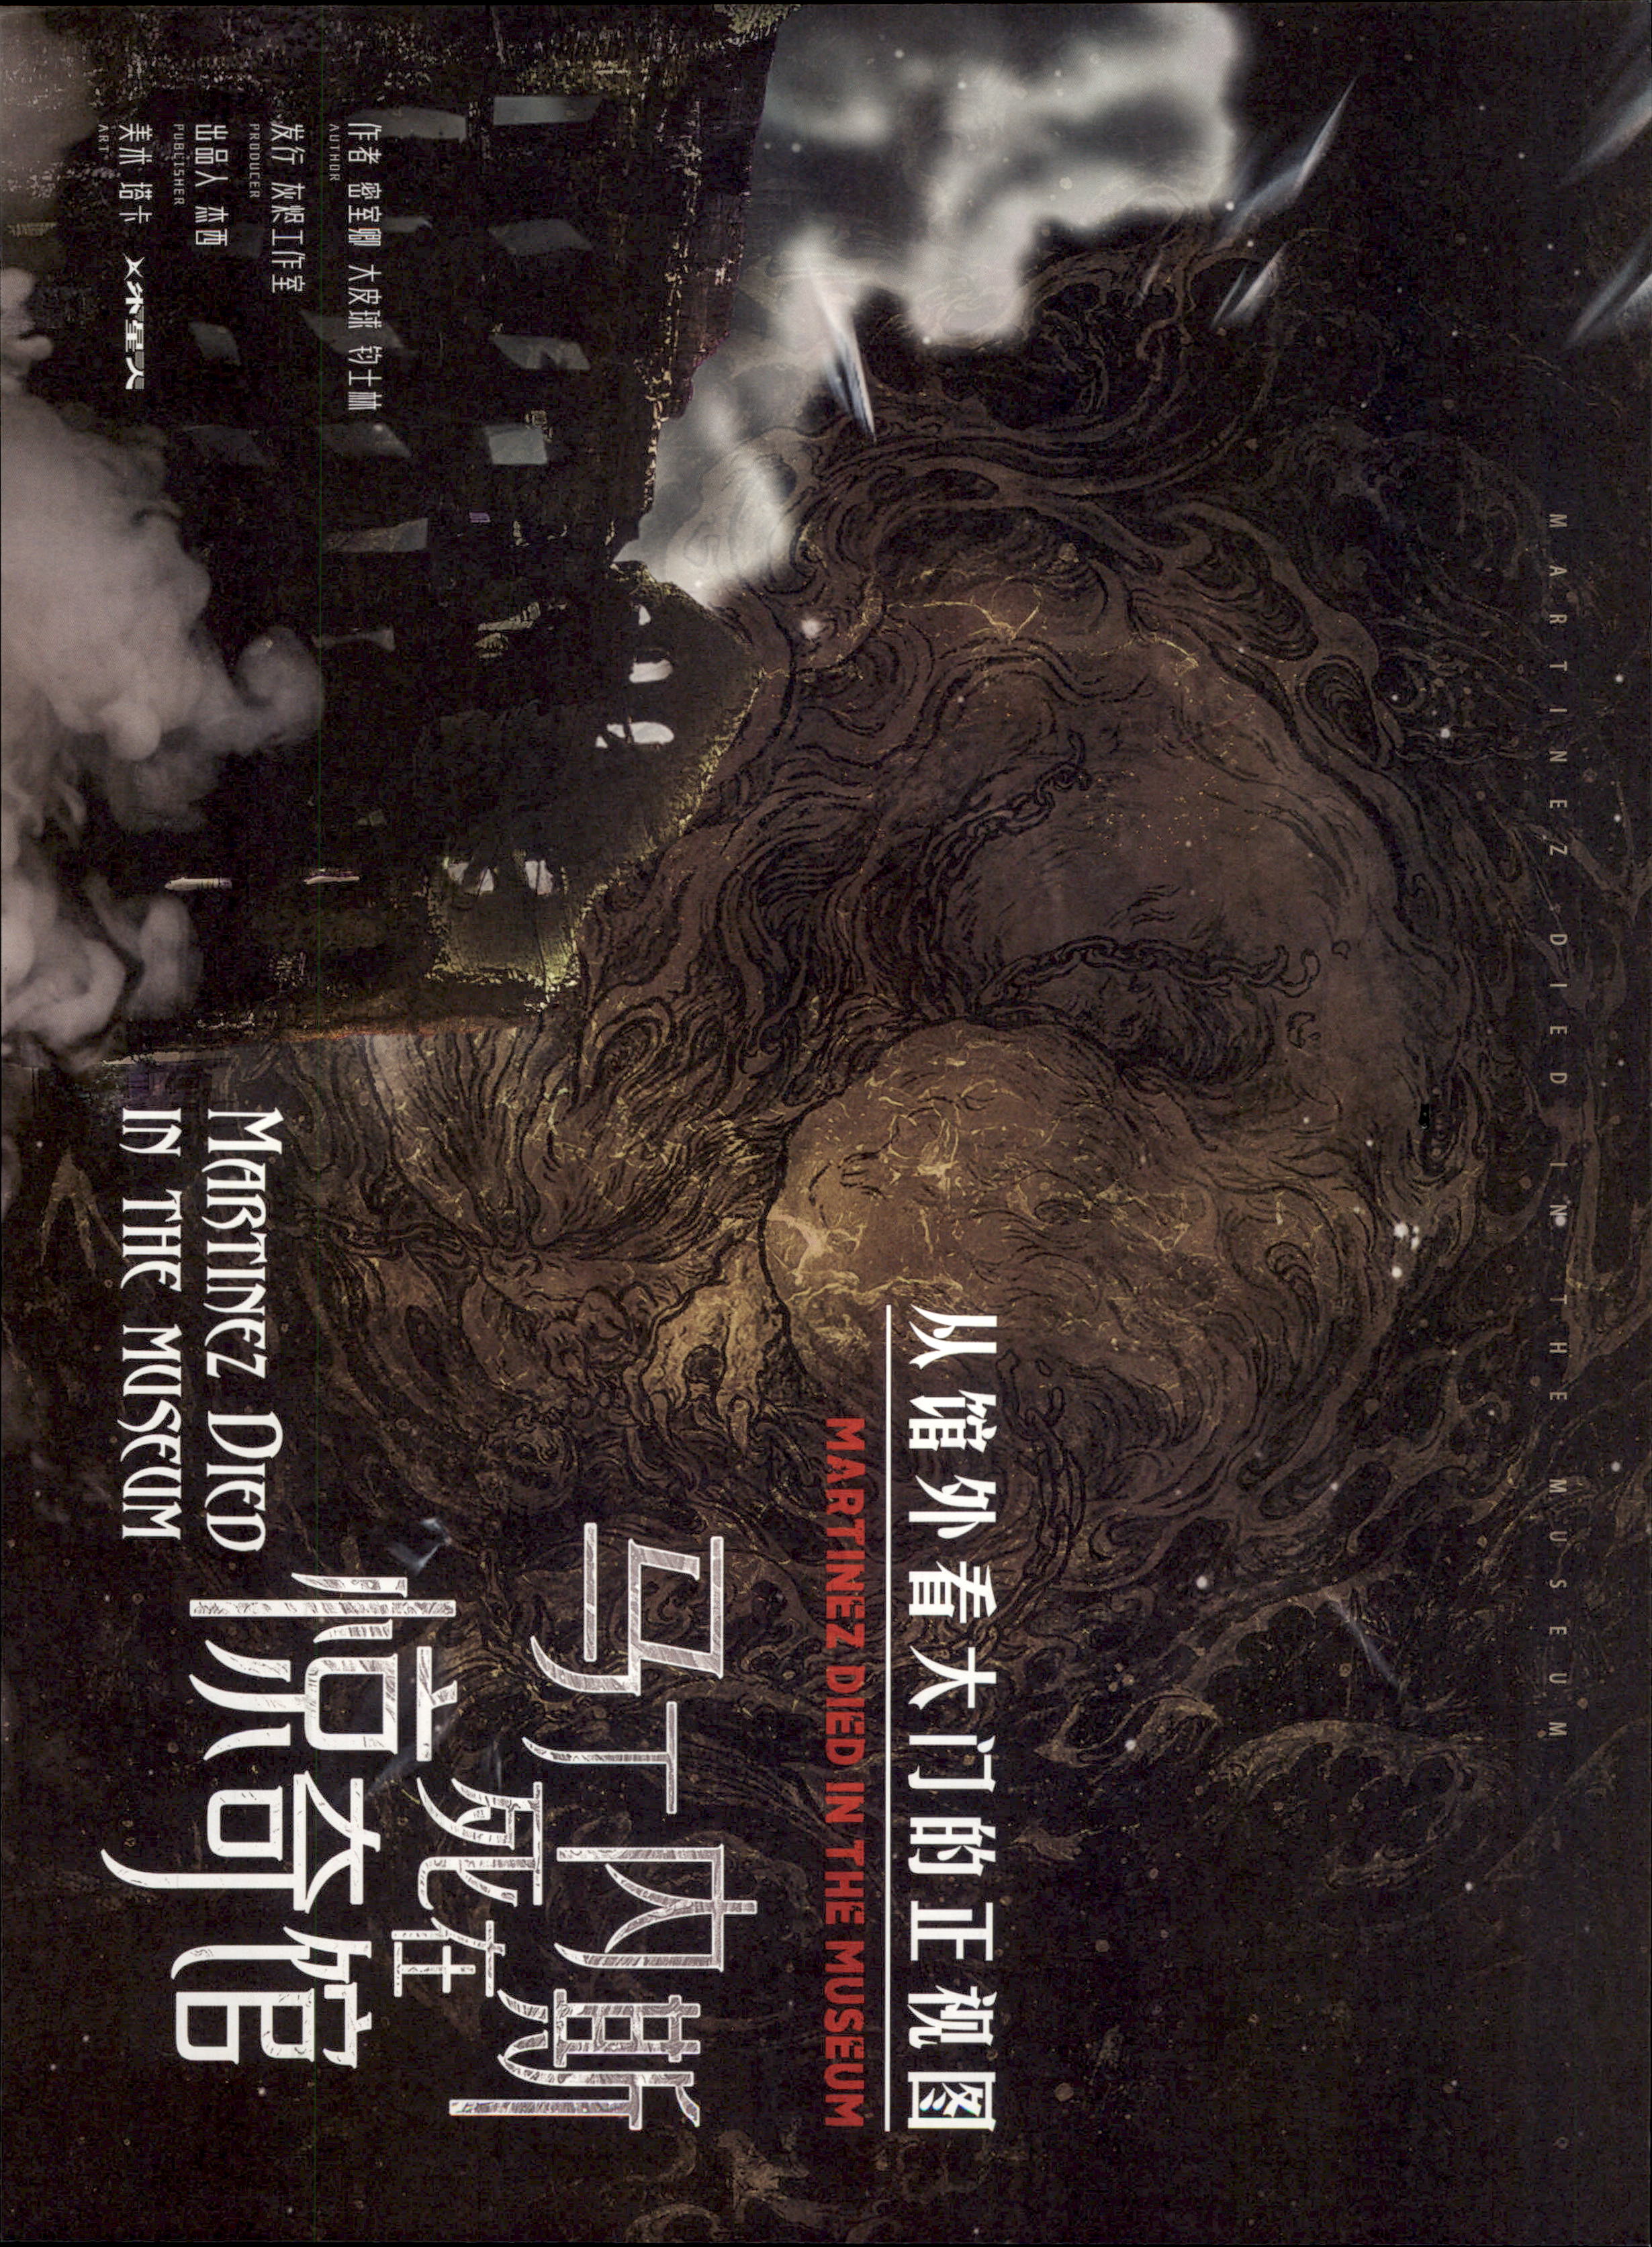 MARTINEZ DIED IN THE MUSEUM
从馆外看大门的正视图
MARTINEZ DIED IN THE MUSEUM
马丁内斯
死在
惊奇馆
MARTINEZ DIED
IN THE MUSEUM
作者 密室卿 大皮球 钧士林
AUTHOR
发行 灰烬工作室
PRODUCER
出品人 杰西
PUBLISHER
美术 塔卡
ART